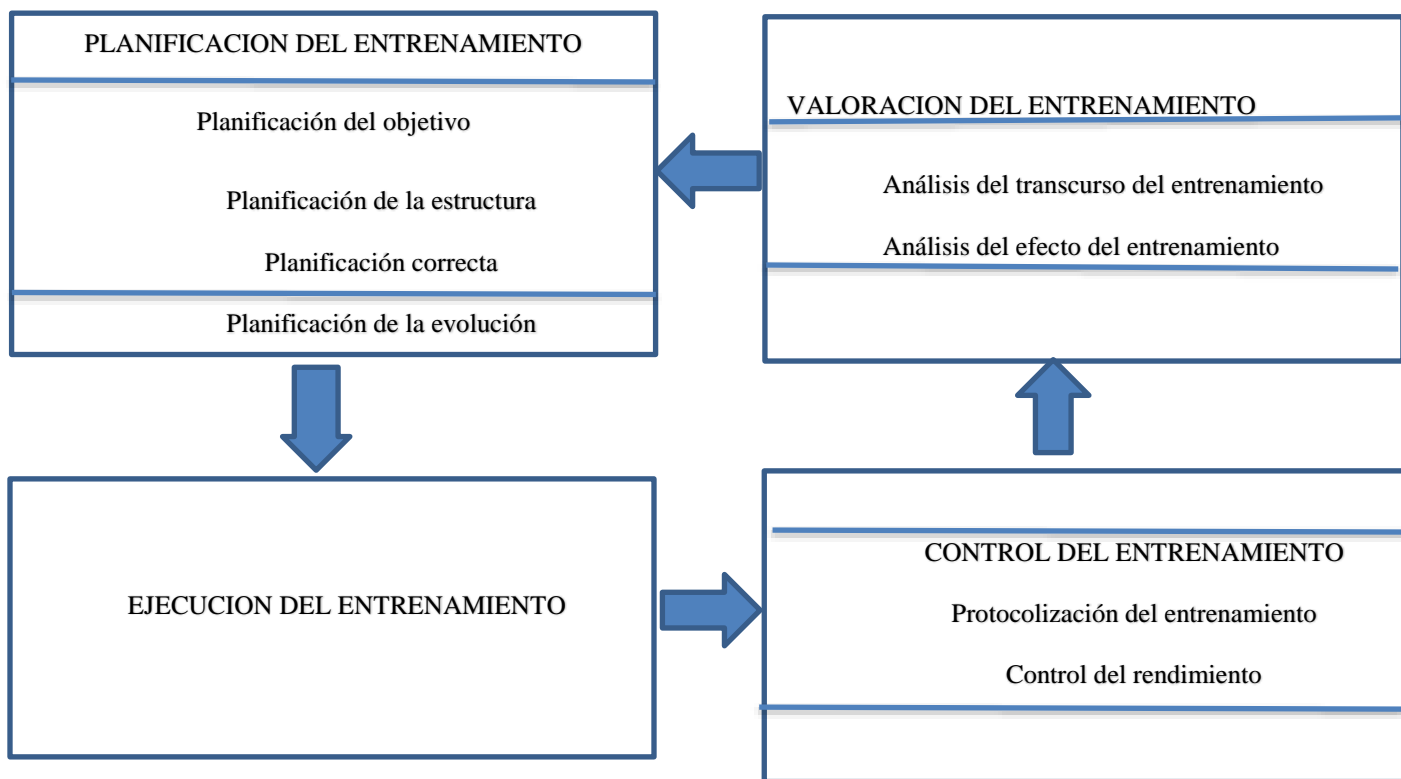 PLANIFICACION DEL ENTRENAMIENTO
Planificación del objetivo
Planificación de la estructura
Planificación correcta
Planificación de la evolución
VALORACION DEL ENTRENAMIENTO
Análisis del transcurso del entrenamiento
Análisis del efecto del entrenamiento
EJECUCION DEL ENTRENAMIENTO
CONTROL DEL ENTRENAMIENTO
Protocolización del entrenamiento
Control del rendimiento